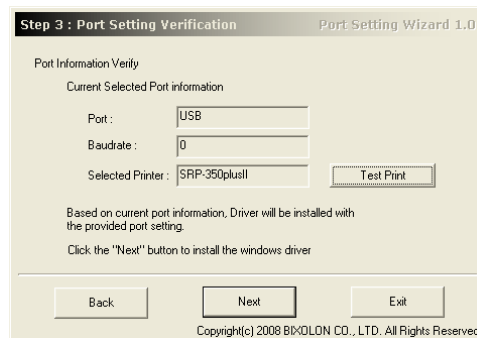 Step 3 : Port Setting Verification Port Setting Wizard 1.0
Port Information Verify
Current Selected Port information
Port : USB
Baudrate : 0
Selected Printer : SRP-350plusII Test Print
Based on current port information, Driver will be installed with
the provided port setting.
Click the "Next" button to install the windows driver
Back Next Exit
Copyright(c) 2008 BIXOLON CO., LTD. All Rights Reserved